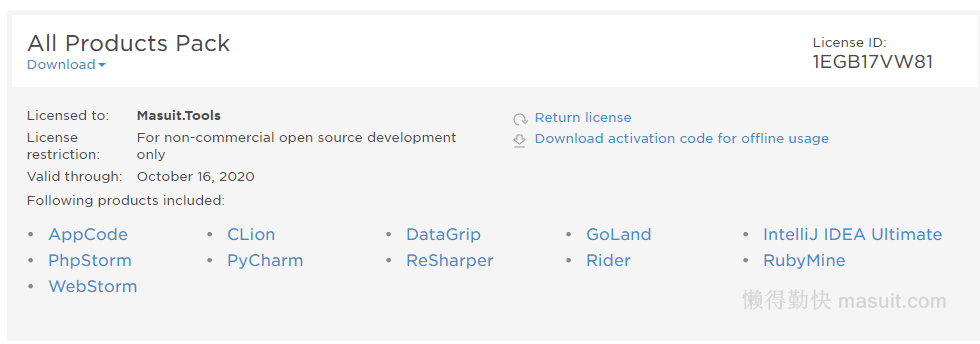 All Products Pack
Download
License ID:
1EGB17VW81
Licensed to: Masuit.Tools
License restriction: For non-commercial open source development only
Valid through: October 16, 2020
Return license
Download activation code for offline usage
Following products included:
• AppCode • CLion • DataGrip • GoLand • IntelliJ IDEA Ultimate
• PhpStorm • PyCharm • ReSharper • Rider • RubyMine
• WebStorm
懒得勤快 masuit.com